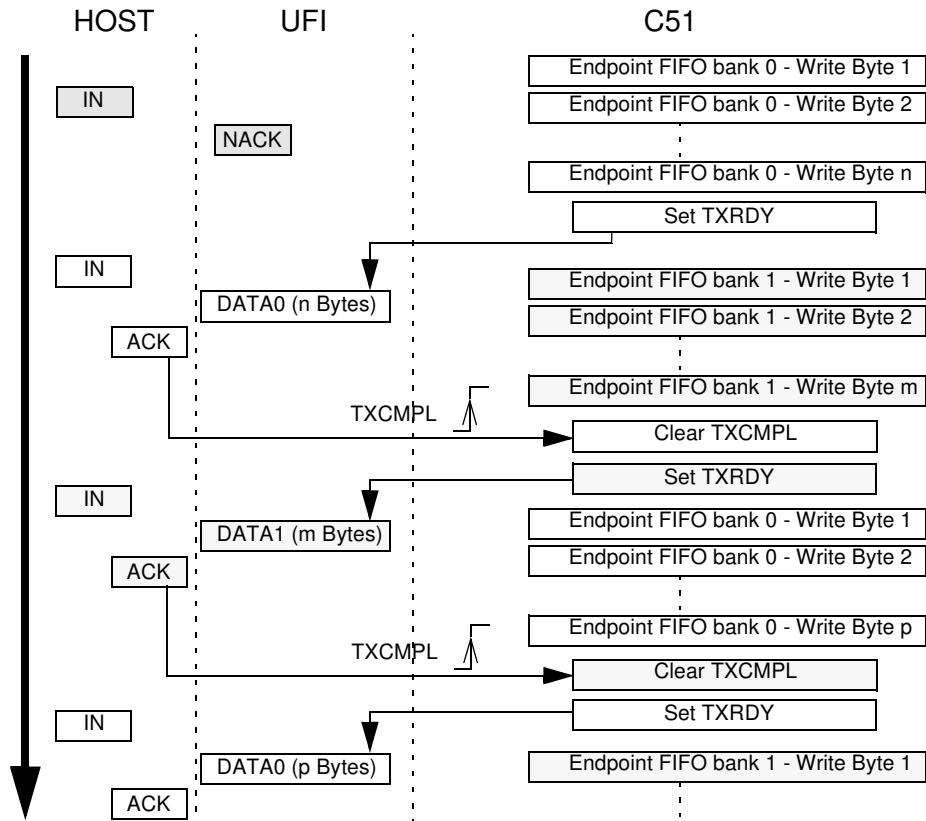 HOST UFI C51
Endpoint FIFO bank 0 - Write Byte 1
IN
Endpoint FIFO bank 0 - Write Byte 2
NACK
Endpoint FIFO bank 0 - Write Byte n
Set TXRDY
IN
Endpoint FIFO bank 1 - Write Byte 1
DATA0 (n Bytes)
Endpoint FIFO bank 1 - Write Byte 2
ACK
Endpoint FIFO bank 1 - Write Byte m
TXCMPL
Clear TXCMPL
Set TXRDY
IN
Endpoint FIFO bank 0 - Write Byte 1
DATA1 (m Bytes)
Endpoint FIFO bank 0 - Write Byte 2
ACK
Endpoint FIFO bank 0 - Write Byte p
TXCMPL
Clear TXCMPL
Set TXRDY
IN
DATA0 (p Bytes)
Endpoint FIFO bank 1 - Write Byte 1
ACK